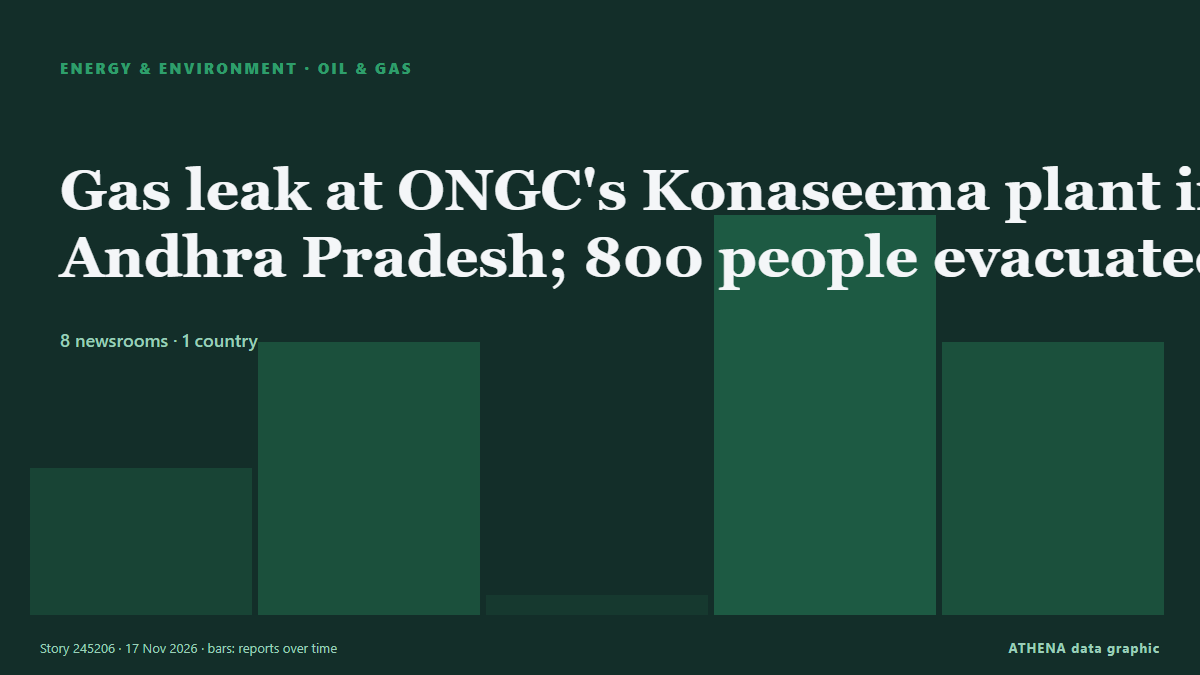 ENERGY & ENVIRONMENT · OIL & GAS
Gas leak at ONGC's Konaseema plant
Andhra Pradesh; 800 people evacuated
8 newsrooms · 1 country
Story 245206 · 17 Nov 2026 · bars: reports over time
ATHENA data graphic